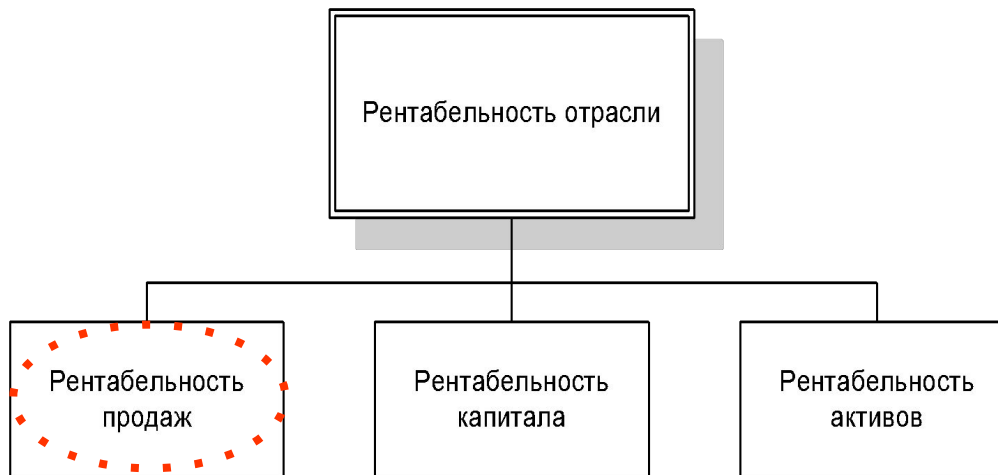 Рентабельность отрасли
Рентабельность
продаж
Рентабельность
капитала
Рентабельность
активов